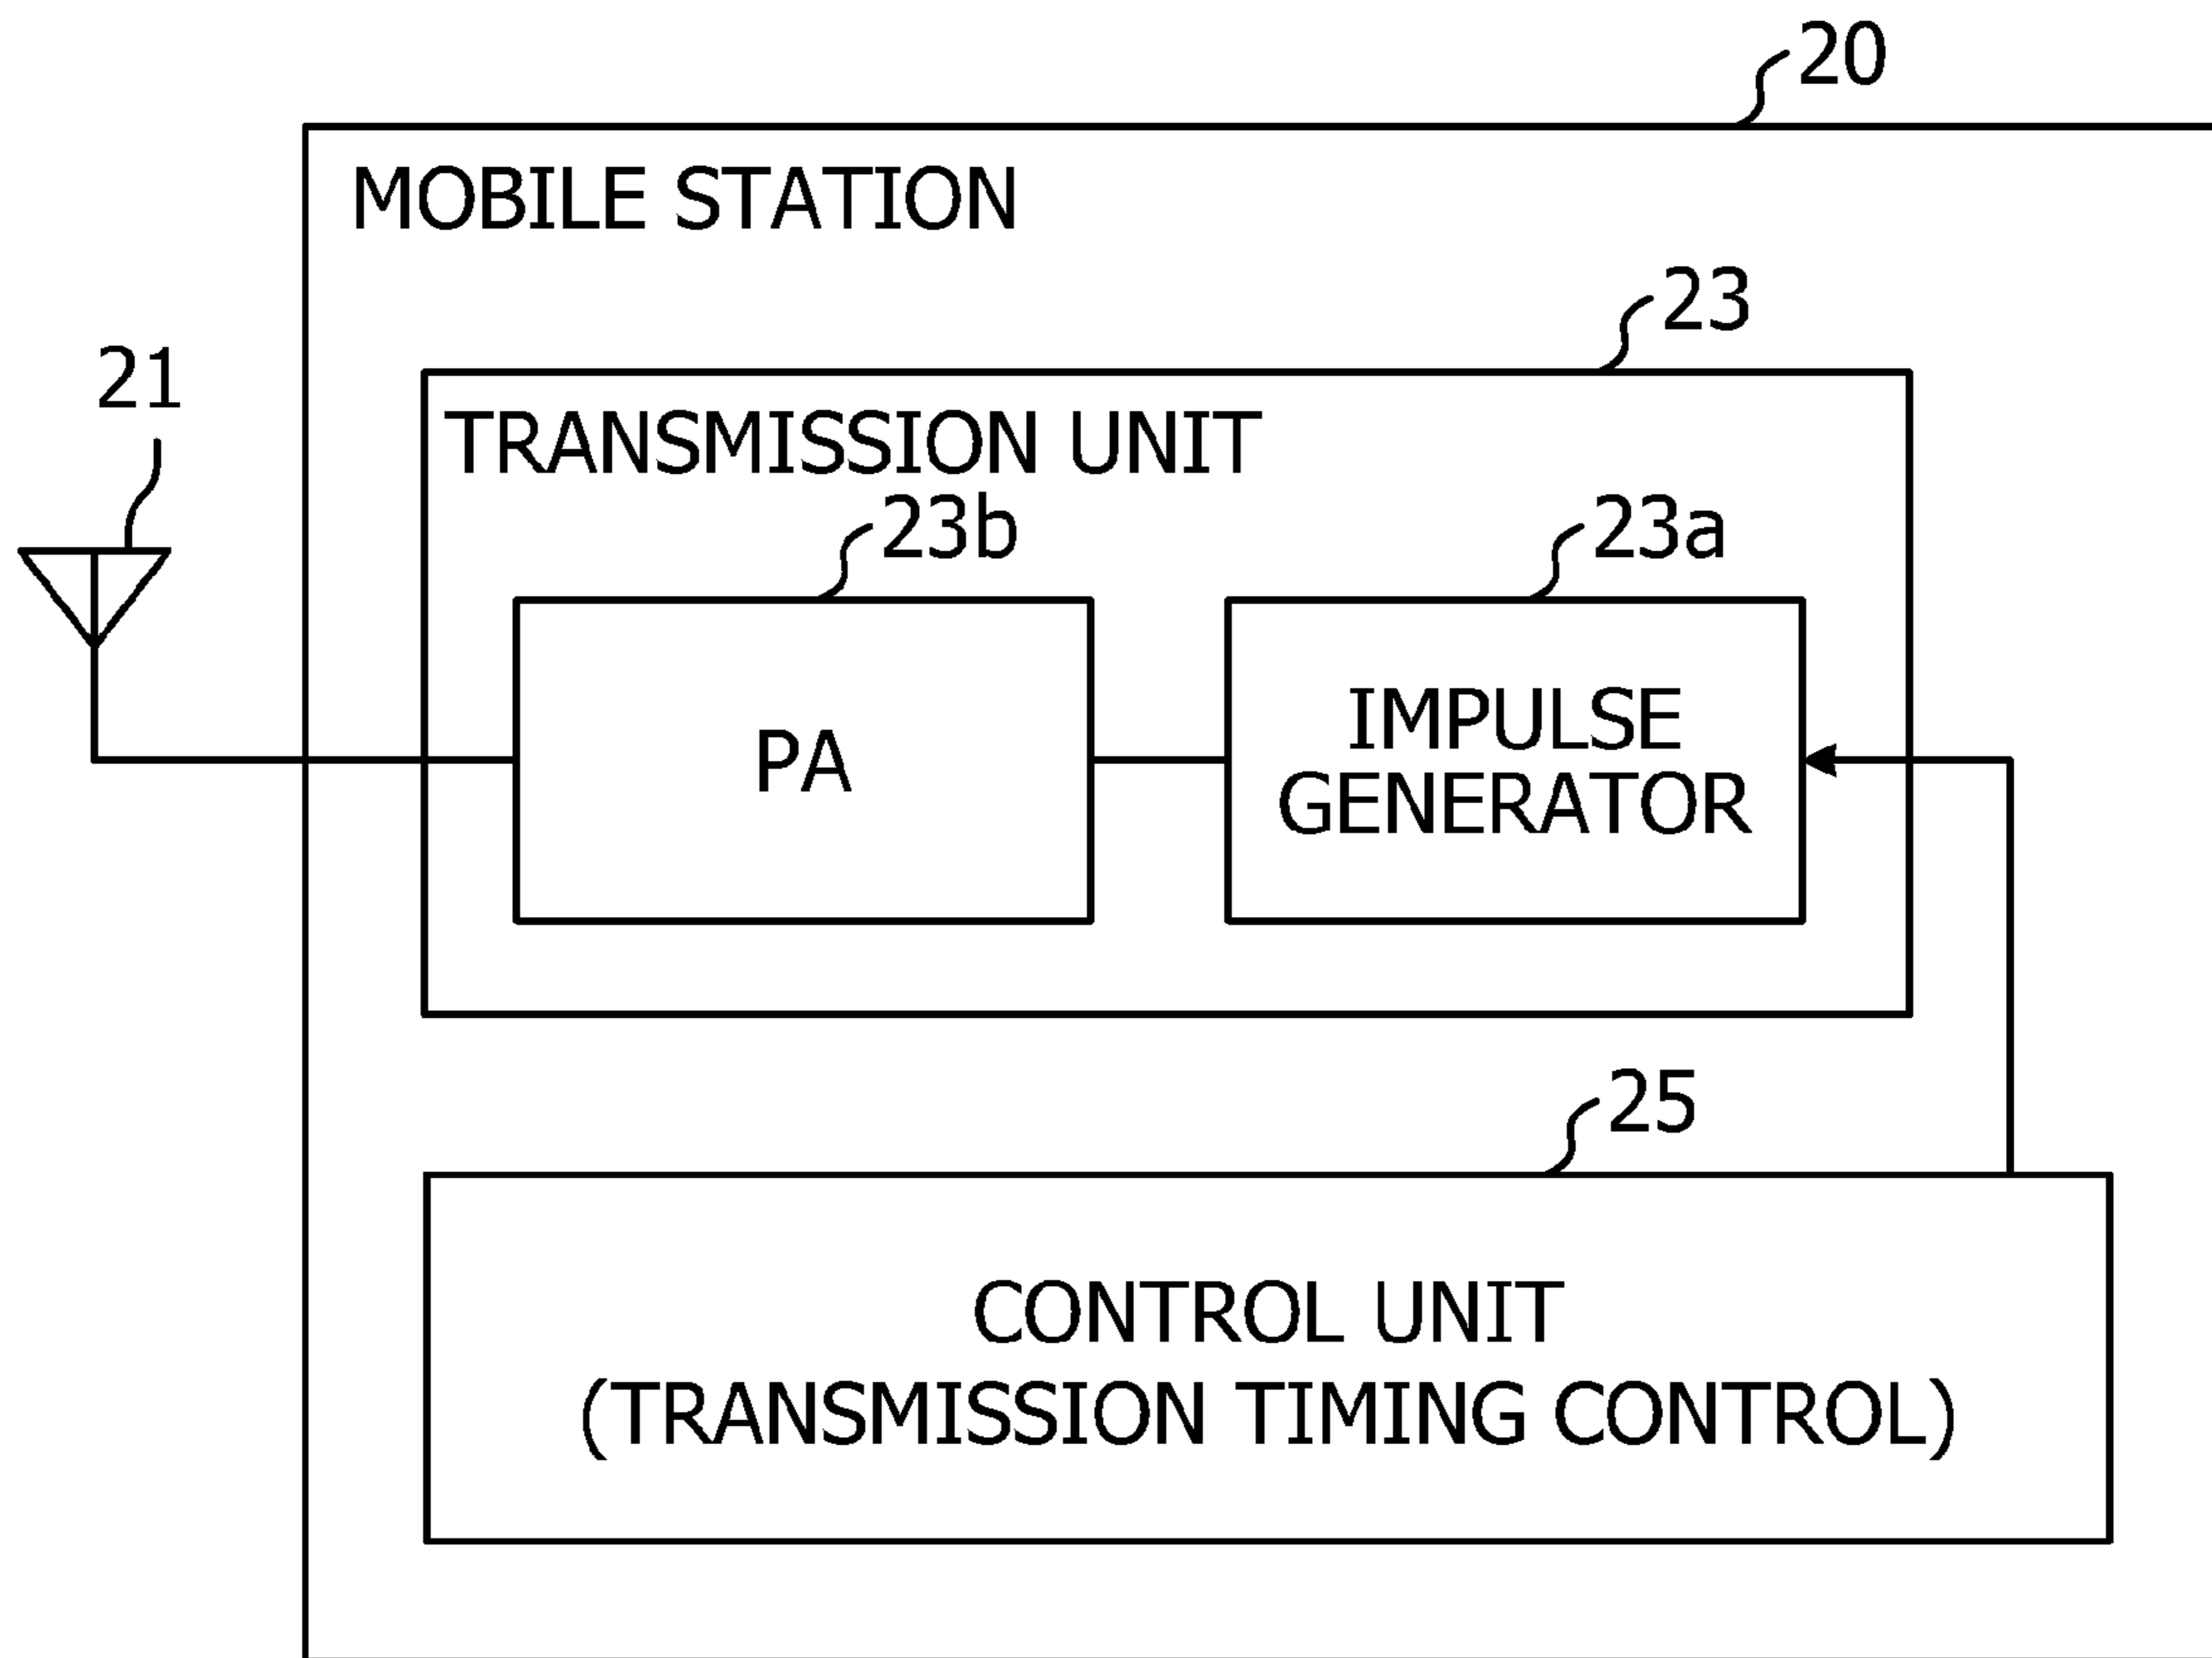 20
MOBILE STATION
23
21
TRANSMISSION UNIT
23b
23a
PA
IMPULSE
GENERATOR
25
CONTROL UNIT
(TRANSMISSION TIMING CONTROL)